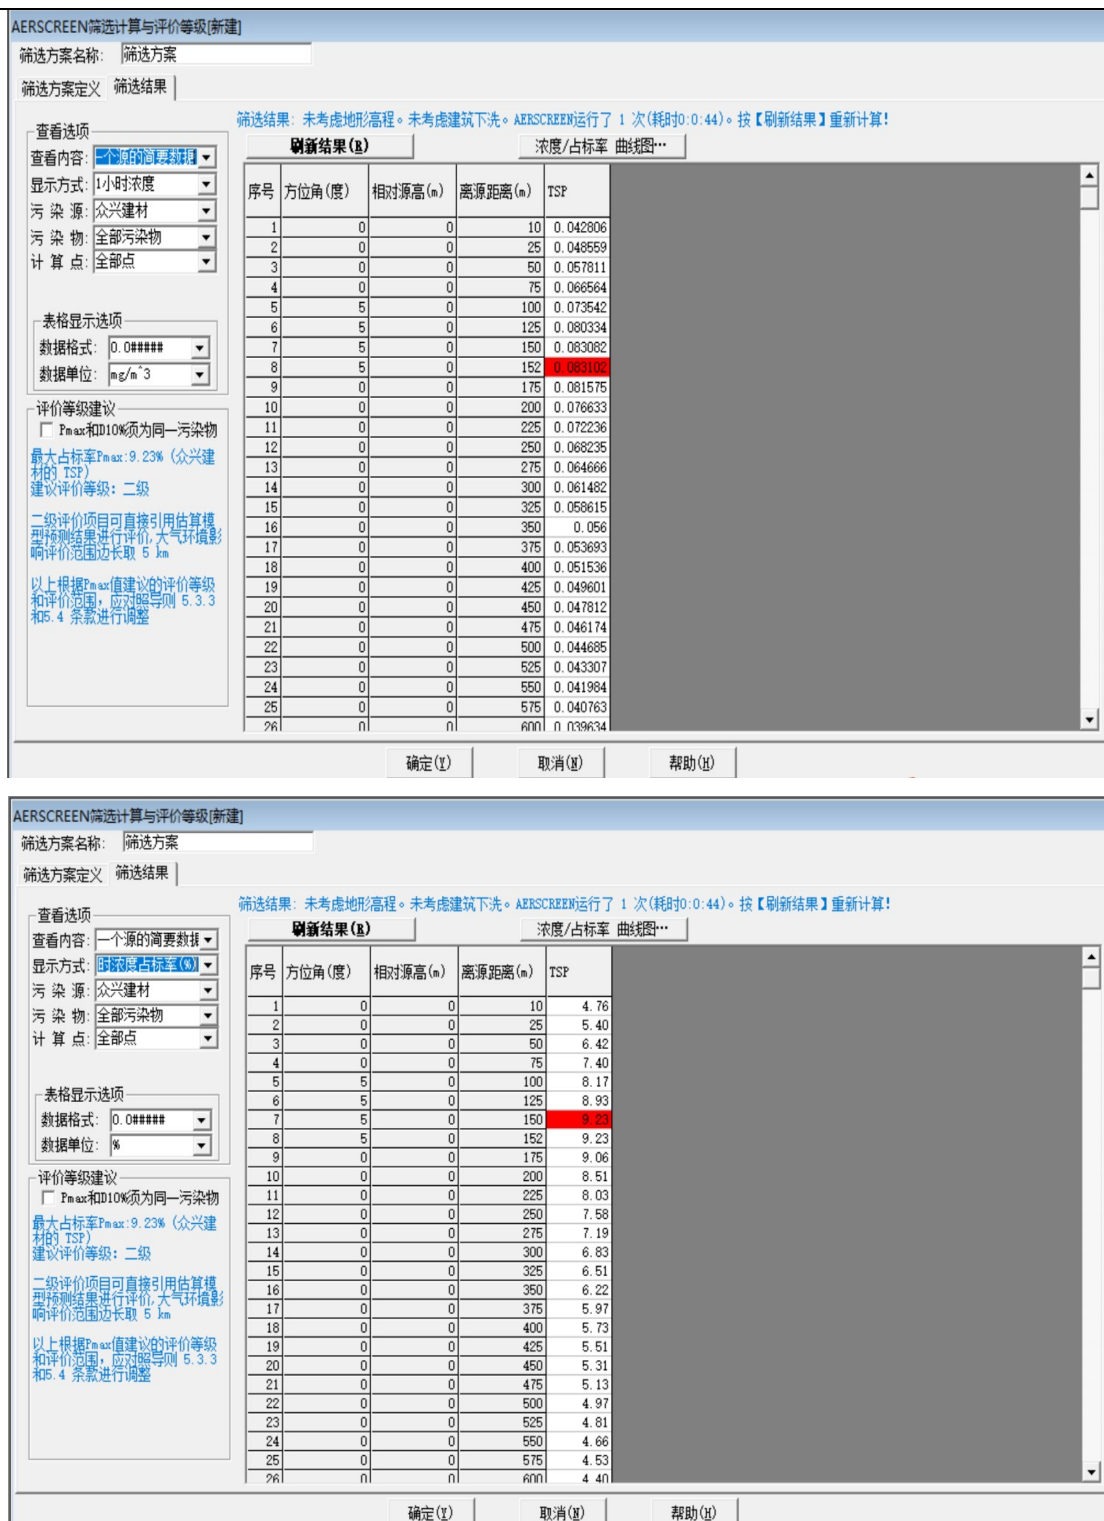 AERSCREEN筛选计算与评价等级[新建]
筛选方案名称: 筛选方案
筛选方案定义 筛选结果
筛选结果: 未考虑地形高程。未考虑建筑下洗。AERSCREEN运行了 1 次(耗时0:0:44)。按【刷新结果】重新计算!
查看选项
查看内容: 一个源的简要数据
显示方式: 1小时浓度
污 染 源: 众兴建材
污 染 物: 全部污染物
计 算 点: 全部点
表格显示选项
数据格式: 0.0#####
数据单位: mg/m^3
评价等级建议
Pmax和D10%须为同一污染物
最大占标率Pmax:9.23% (众兴建
材的 TSP)
建议评价等级: 二级
二级评价项目可直接引用估算模
型预测结果进行评价,大气环境影
响评价范围边长取 5 km
以上根据Pmax值建议的评价等级
和评价范围, 应对照导则 5.3.3
和5.4 条款进行调整
刷新结果(R) 浓度/占标率 曲线图…
序号 方位角(度) 相对源高(m) 离源距离(m) TSP
1 0 0 10 0.042806
2 0 0 25 0.048559
3 0 0 50 0.057811
4 0 0 75 0.066564
5 5 0 100 0.073542
6 5 0 125 0.080334
7 5 0 150 0.083082
8 5 0 152 0.083102
9 0 0 175 0.081575
10 0 0 200 0.076633
11 0 0 225 0.072236
12 0 0 250 0.068235
13 0 0 275 0.064666
14 0 0 300 0.061482
15 0 0 325 0.058615
16 0 0 350 0.056
17 0 0 375 0.053693
18 0 0 400 0.051536
19 0 0 425 0.049601
20 0 0 450 0.047812
21 0 0 475 0.046174
22 0 0 500 0.044685
23 0 0 525 0.043307
24 0 0 550 0.041984
25 0 0 575 0.040763
26 0 0 600 0.039634
确定(Y) 取消(N) 帮助(H)
AERSCREEN筛选计算与评价等级[新建]
筛选方案名称: 筛选方案
筛选方案定义 筛选结果
筛选结果: 未考虑地形高程。未考虑建筑下洗。AERSCREEN运行了 1 次(耗时0:0:44)。按【刷新结果】重新计算!
查看选项
查看内容: 一个源的简要数据
显示方式: 时浓度占标率(%)
污 染 源: 众兴建材
污 染 物: 全部污染物
计 算 点: 全部点
表格显示选项
数据格式: 0.0#####
数据单位: %
评价等级建议
Pmax和D10%须为同一污染物
最大占标率Pmax:9.23% (众兴建
材的 TSP)
建议评价等级: 二级
二级评价项目可直接引用估算模
型预测结果进行评价,大气环境影
响评价范围边长取 5 km
以上根据Pmax值建议的评价等级
和评价范围, 应对照导则 5.3.3
和5.4 条款进行调整
刷新结果(R) 浓度/占标率 曲线图…
序号 方位角(度) 相对源高(m) 离源距离(m) TSP
1 0 0 10 4.76
2 0 0 25 5.40
3 0 0 50 6.42
4 0 0 75 7.40
5 5 0 100 8.17
6 5 0 125 8.93
7 5 0 150 9.23
8 5 0 152 9.23
9 0 0 175 9.06
10 0 0 200 8.51
11 0 0 225 8.03
12 0 0 250 7.58
13 0 0 275 7.19
14 0 0 300 6.83
15 0 0 325 6.51
16 0 0 350 6.22
17 0 0 375 5.97
18 0 0 400 5.73
19 0 0 425 5.51
20 0 0 450 5.31
21 0 0 475 5.13
22 0 0 500 4.97
23 0 0 525 4.81
24 0 0 550 4.66
25 0 0 575 4.53
26 0 0 600 4.40
确定(Y) 取消(N) 帮助(H)